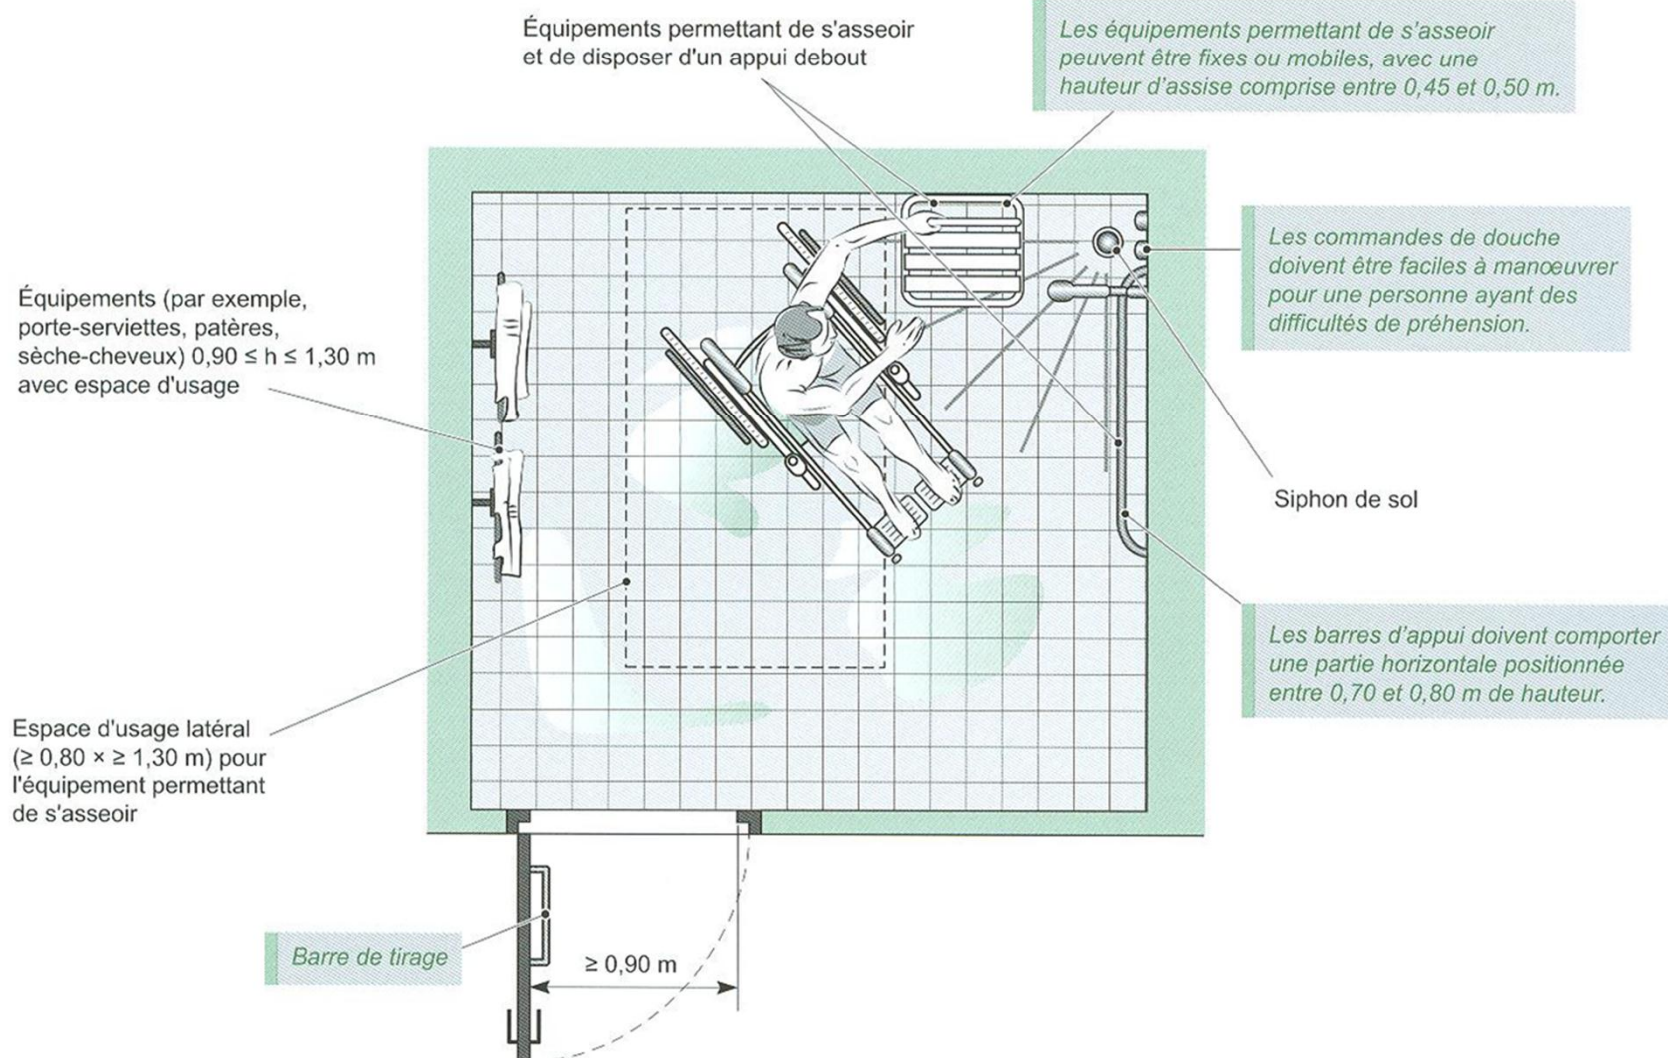 Équipements permettant de s'asseoir
et de disposer d'un appui debout
Les équipements permettant de s'asseoir
peuvent être fixes ou mobiles, avec une
hauteur d'assise comprise entre 0,45 et 0,50 m.
Les commandes de douche
doivent être faciles à manœuvrer
pour une personne ayant des
difficultés de préhension.
Équipements (par exemple,
porte-serviettes, patères,
sèche-cheveux) 0,90 ≤ h ≤ 1,30 m
avec espace d'usage
Siphon de sol
Les barres d'appui doivent comporter
une partie horizontale positionnée
entre 0,70 et 0,80 m de hauteur.
Espace d'usage latéral
(≥ 0,80 × ≥ 1,30 m) pour
l'équipement permettant
de s'asseoir
Barre de tirage
≥ 0,90 m